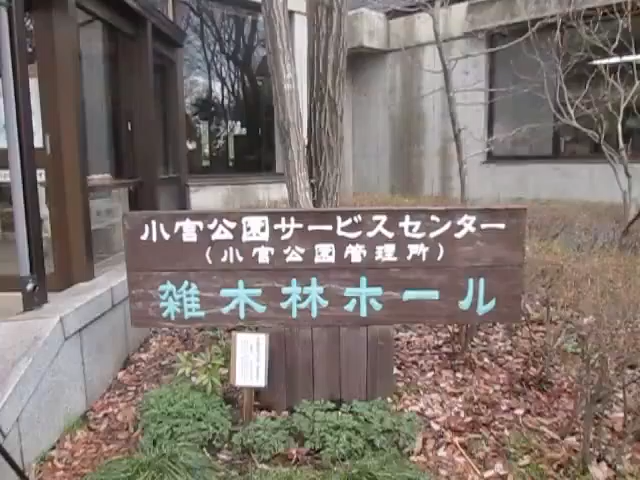 小宮公園サービスセンター
（小宮公園管理所）
雑木林ホール